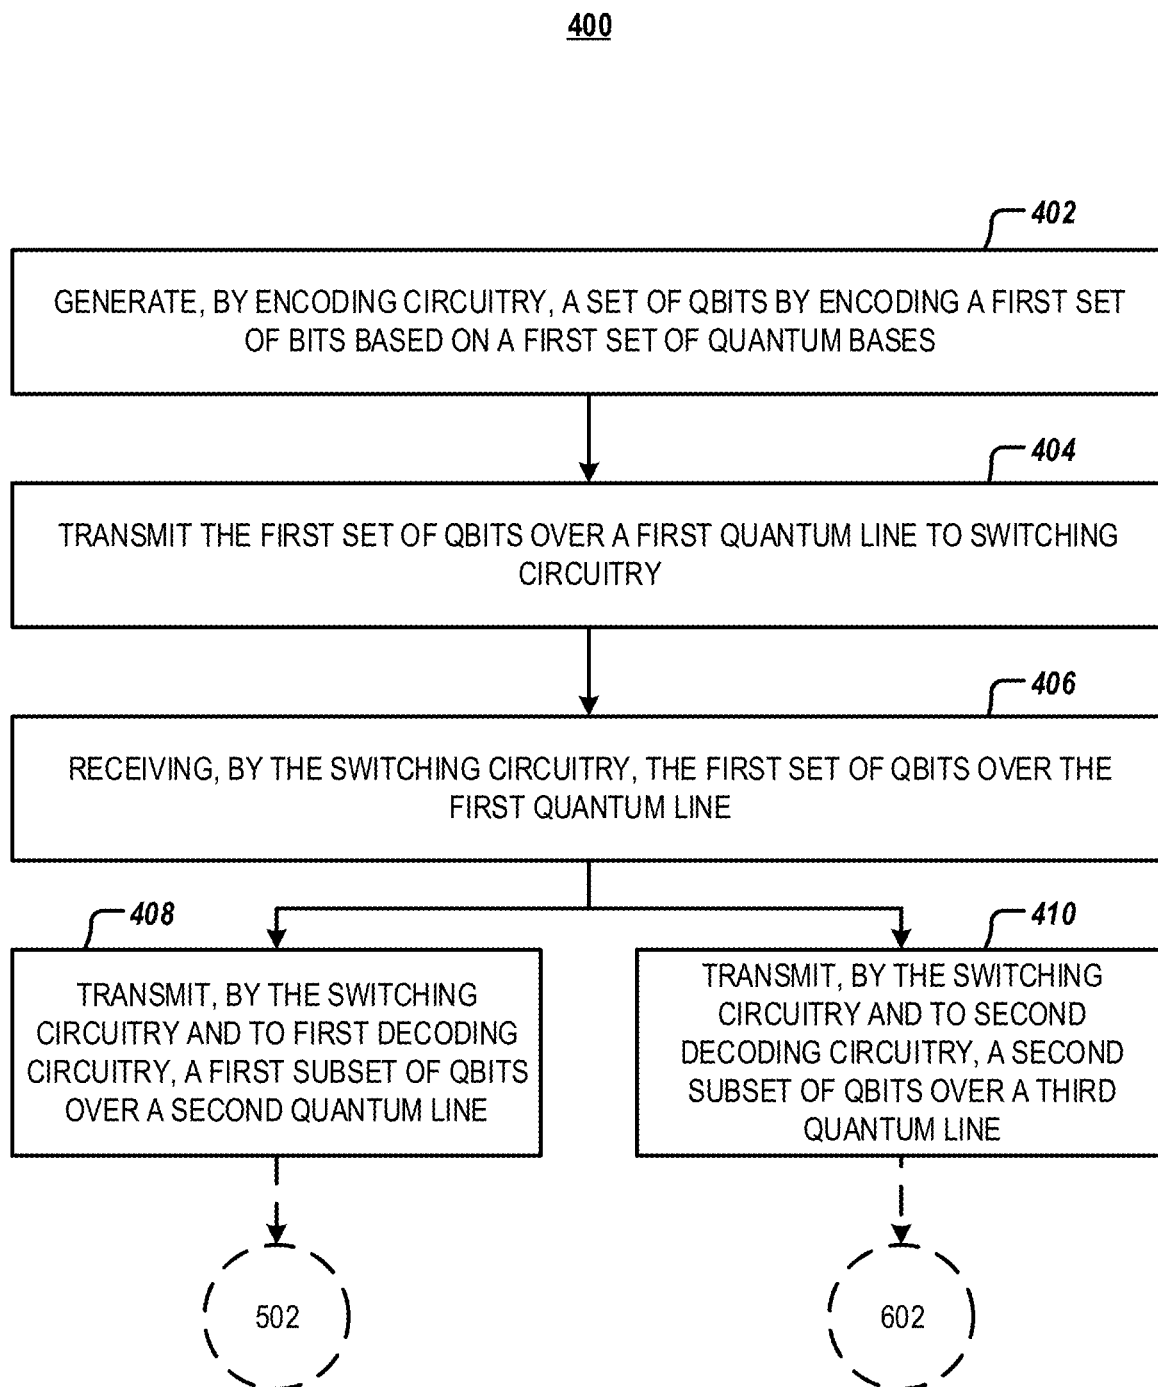 400
402
GENERATE, BY ENCODING CIRCUITRY, A SET OF QBITS BY ENCODING A FIRST SET
OF BITS BASED ON A FIRST SET OF QUANTUM BASES
404
TRANSMIT THE FIRST SET OF QBITS OVER A FIRST QUANTUM LINE TO SWITCHING
CIRCUITRY
406
RECEIVING, BY THE SWITCHING CIRCUITRY, THE FIRST SET OF QBITS OVER THE
FIRST QUANTUM LINE
408
TRANSMIT, BY THE SWITCHING
CIRCUITRY AND TO FIRST DECODING
CIRCUITRY, A FIRST SUBSET OF QBITS
OVER A SECOND QUANTUM LINE
410
TRANSMIT, BY THE SWITCHING
CIRCUITRY AND TO SECOND
DECODING CIRCUITRY, A SECOND
SUBSET OF QBITS OVER A THIRD
QUANTUM LINE
502
602